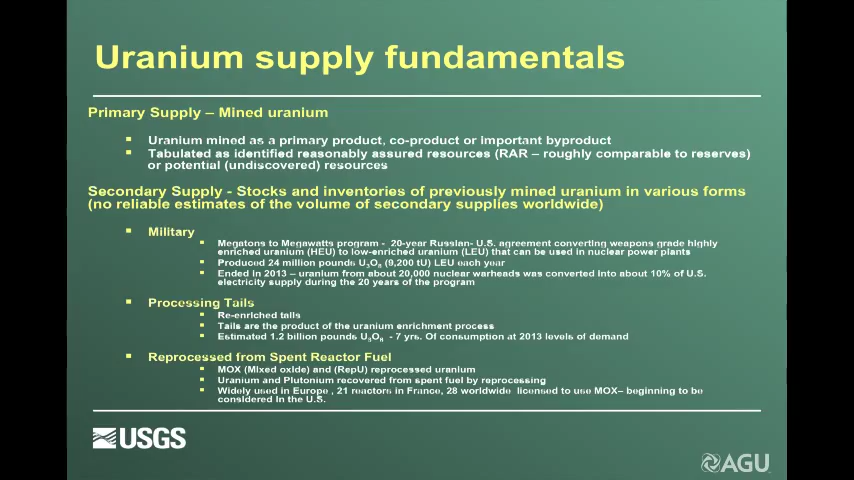 Uranium supply fundamentals
Primary Supply – Mined uranium
Uranium mined as a primary product, co-product or important byproduct
Tabulated as identified reasonably assured resources (RAR – roughly comparable to reserves)
or potential (undiscovered) resources
Secondary Supply - Stocks and inventories of previously mined uranium in various forms
(no reliable estimates of the volume of secondary supplies worldwide)
Military
Megatons to Megawatts program - 20-year Russian- U.S. agreement converting weapons grade highly
enriched uranium (HEU) to low-enriched uranium (LEU) that can be used in nuclear power plants
Produced 24 million pounds U₃O₈ (9,200 tU) LEU each year
Ended in 2013 – uranium from about 20,000 nuclear warheads was converted into about 10% of U.S.
electricity supply during the 20 years of the program
Processing Tails
Re-enriched tails
Tails are the product of the uranium enrichment process
Estimated 1.2 billion pounds U₃O₈ - 7 yrs. Of consumption at 2013 levels of demand
Reprocessed from Spent Reactor Fuel
MOX (Mixed oxide) and (RepU) reprocessed uranium
Uranium and Plutonium recovered from spent fuel by reprocessing
Widely used in Europe , 21 reactors in France, 28 worldwide licensed to use MOX– beginning to be
considered in the U.S.
USGS
AGU